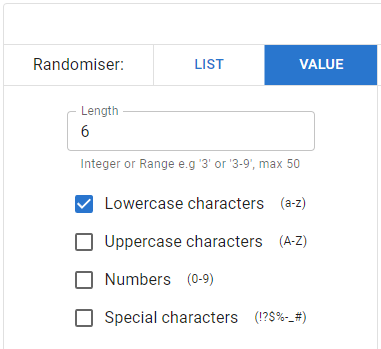 Randomiser: LIST VALUE
Length
6
Integer or Range e.g '3' or '3-9', max 50
Lowercase characters (a-z)
Uppercase characters (A-Z)
Numbers (0-9)
Special characters (!?$%-_#)